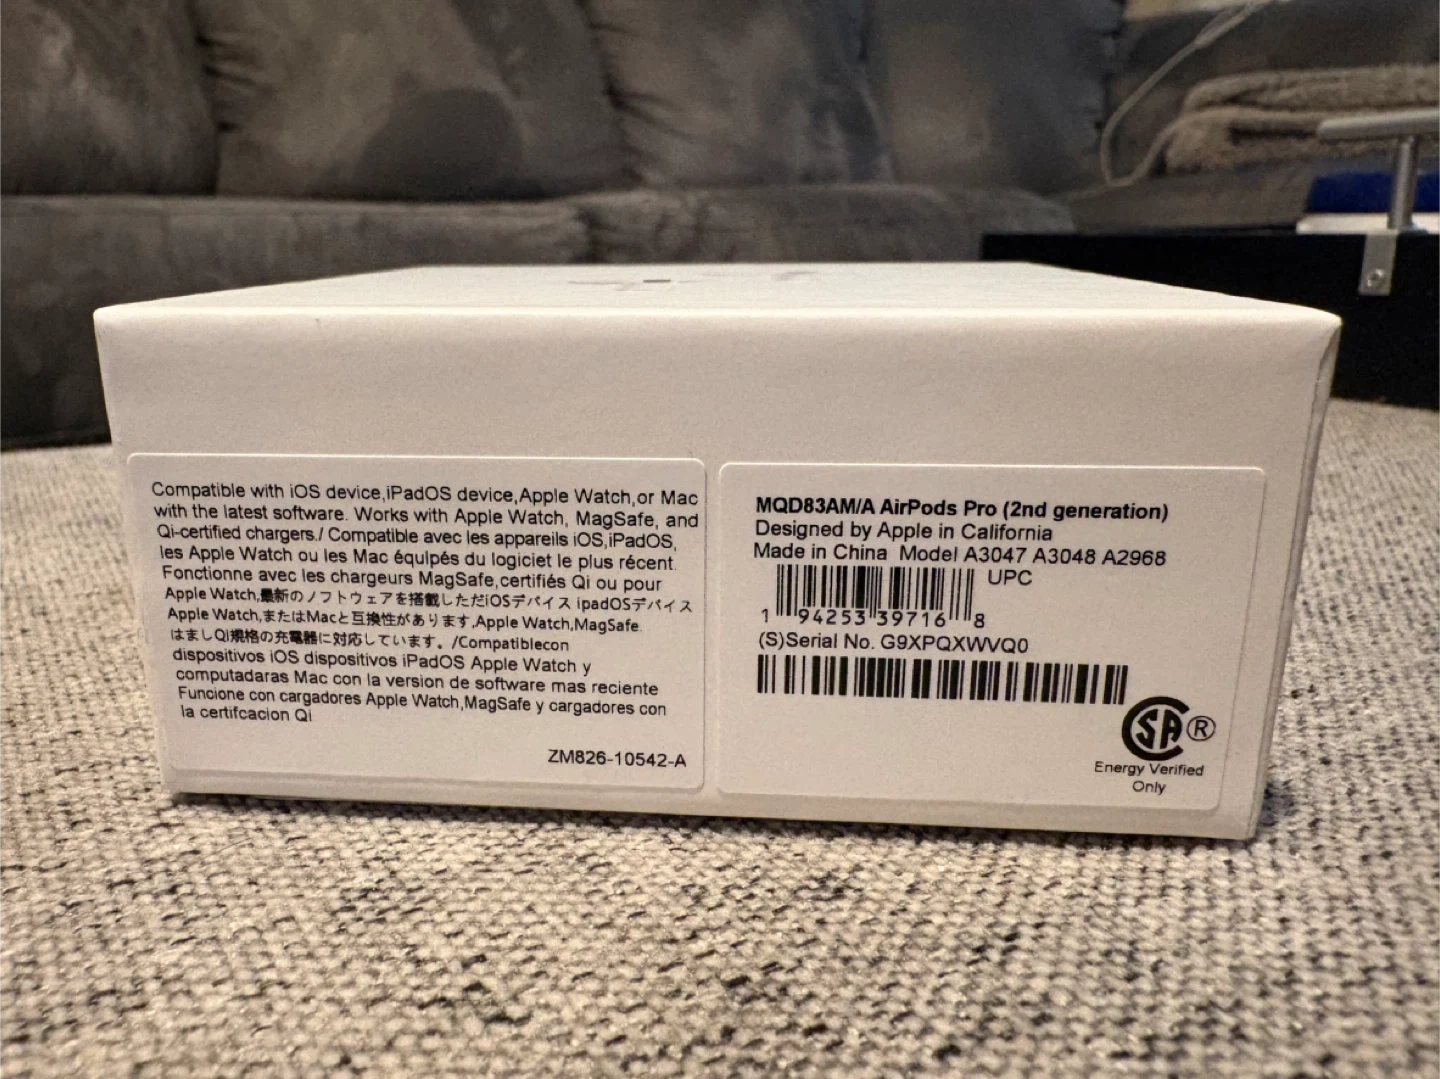 Compatible with iOS device,iPadOS device,Apple Watch,or Mac
with the latest software. Works with Apple Watch, MagSafe, and
Qi-certified chargers./ Compatible avec les appareils iOS,iPadOS,
les Apple Watch ou les Mac équipés du logiciet le plus récent.
Fonctionne avec les chargeurs MagSafe,certifiés Qi ou pour
Apple Watch,最新のノフトウェアを搭載しただiOSデバイス ipadOSデバイス
Apple Watch,またはMacと互換性があります,Apple Watch,MagSafe.
はましQi規格の充電器に対応しています。/Compatiblecon
dispositivos iOS dispositivos iPadOS Apple Watch y
computadaras Mac con la version de software mas reciente
Funcione con cargadores Apple Watch,MagSafe y cargadores con
la certifcacion Qi
ZM826-10542-A
MQD83AM/A AirPods Pro (2nd generation)
Designed by Apple in California
Made in China Model A3047 A3048 A2968
UPC
1 94253 39716 8
(S)Serial No. G9XPQXWVQ0
SA ®
Energy Verified
Only